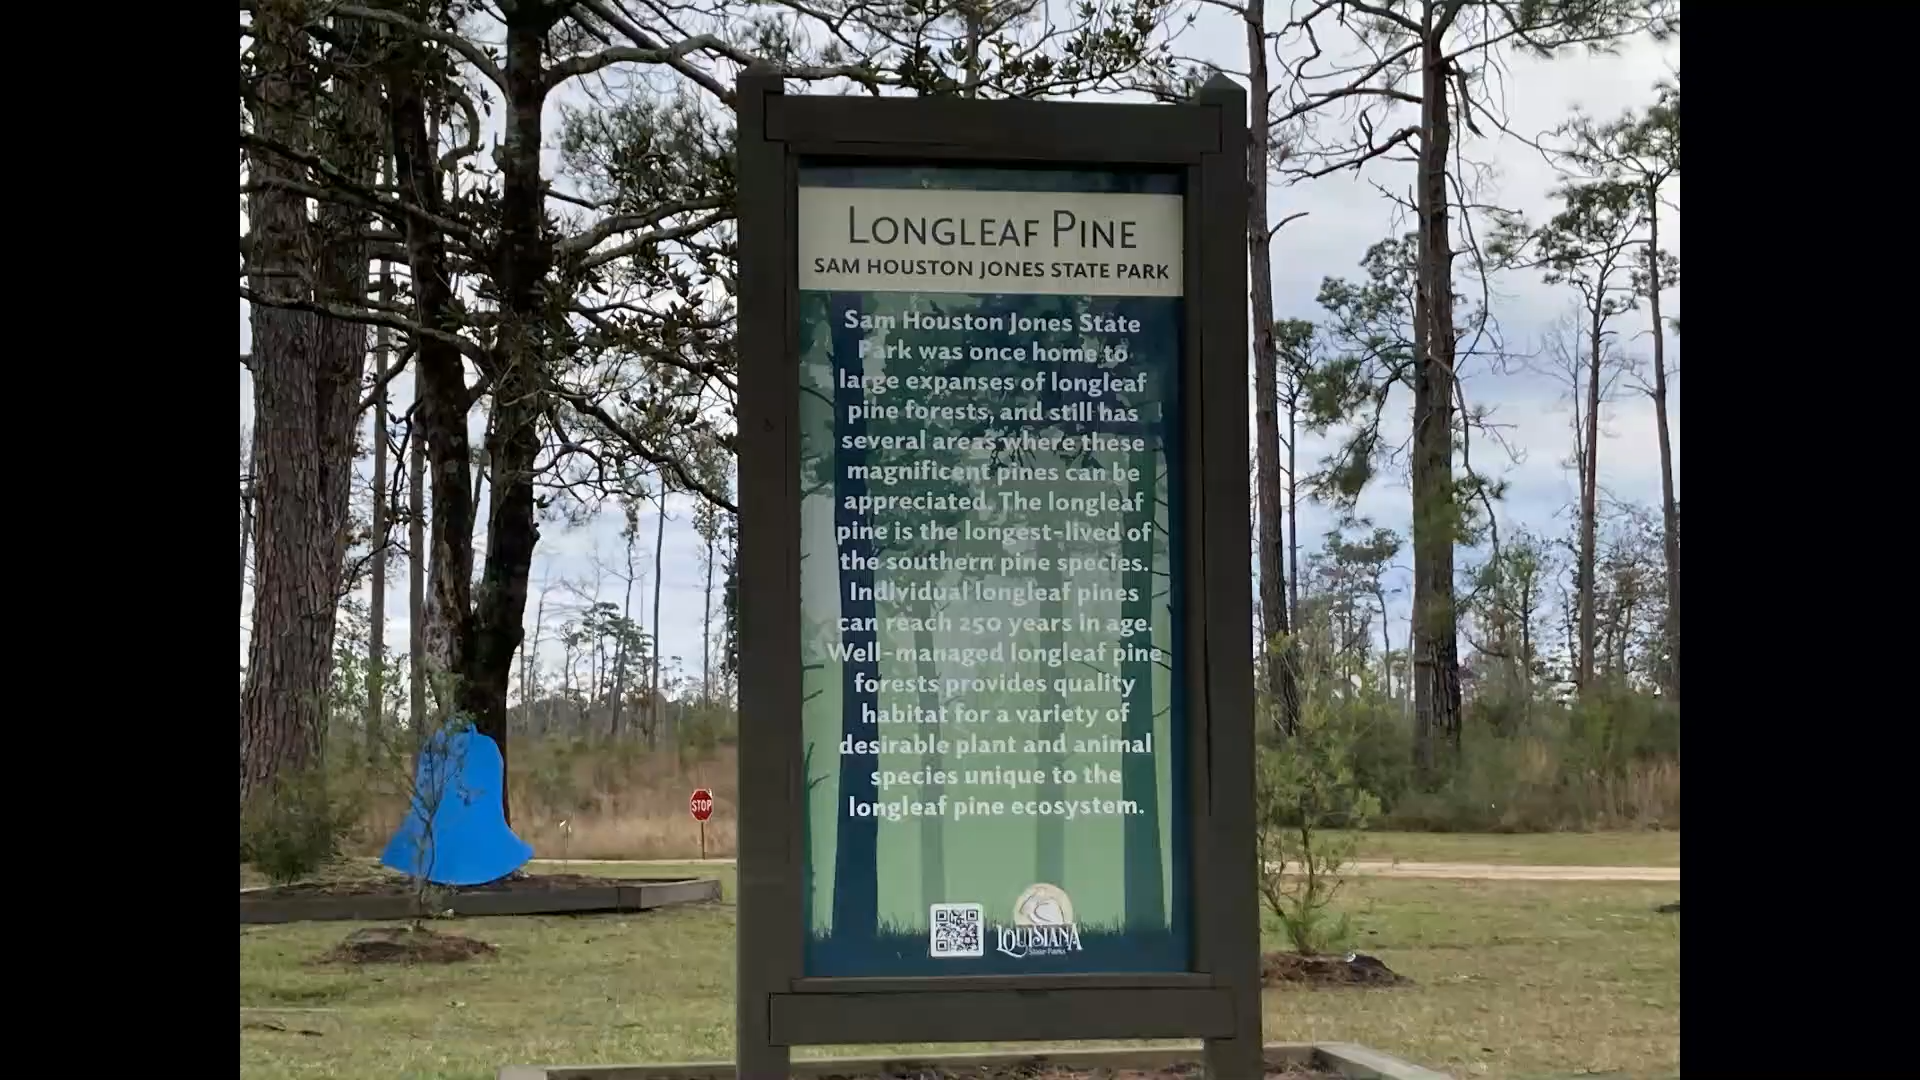 LONGLEAF PINE
SAM HOUSTON JONES STATE PARK
Sam Houston Jones State
Park was once home to
large expanses of longleaf
pine forests, and still has
several areas where these
magnificent pines can be
appreciated. The longleaf
pine is the longest-lived of
the southern pine species.
Individual longleaf pines
can reach 250 years in age.
Well-managed longleaf pine
forests provides quality
habitat for a variety of
desirable plant and animal
species unique to the
longleaf pine ecosystem.
STOP
LOUISIANA
State Parks